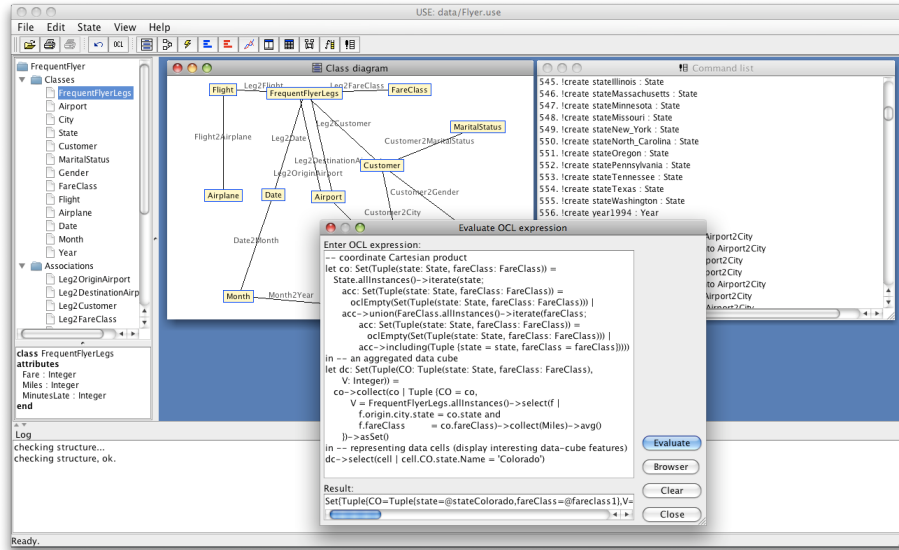 USE: data/Flyer.use
File Edit State View Help
OCL
FrequentFlyer
Classes
FrequentFlyerLegs
Airport
City
State
Customer
MaritalStatus
Gender
FareClass
Flight
Airplane
Date
Month
Year
Associations
Leg2OriginAirport
Leg2DestinationAirp
Leg2Customer
Leg2FareClass
class FrequentFlyerLegs
attributes
Fare : Integer
Miles : Integer
MinutesLate : Integer
end
Class diagram
Flight
Leg2Flight
FrequentFlyerLegs
Leg2FareClass
FareClass
Leg2Customer
MaritalStatus
Flight2Airplane
Leg2Date
Customer2MaritalStatus
Leg2DestinationA
Customer
Leg2OriginAirport
Airplane
Date
Airport
Customer2Gender
Customer2City
Date2Month
Month
Month2Year
Command list
545. !create stateIllinois : State
546. !create stateMassachusetts : State
547. !create stateMinnesota : State
548. !create stateMissouri : State
549. !create stateNew_York : State
550. !create stateNorth_Carolina : State
551. !create stateOregon : State
552. !create statePennsylvania : State
553. !create stateTennessee : State
554. !create stateTexas : State
555. !create stateWashington : State
556. !create year1994 : Year
Airport2City
to Airport2City
rport2City
to Airport2City
port2City
Airport2City
Evaluate OCL expression
Enter OCL expression:
-- coordinate Cartesian product
let co: Set(Tuple(state: State, fareClass: FareClass)) =
State.allInstances()->iterate(state;
acc: Set(Tuple(state: State, fareClass: FareClass)) =
oclEmpty(Set(Tuple(state: State, fareClass: FareClass))) |
acc->union(FareClass.allInstances()->iterate(fareClass;
acc: Set(Tuple(state: State, fareClass: FareClass)) =
oclEmpty(Set(Tuple(state: State, fareClass: FareClass))) |
acc->including(Tuple {state = state, fareClass = fareClass}))))
in -- an aggregated data cube
let dc: Set(Tuple(CO: Tuple(state: State, fareClass: FareClass),
V: Integer)) =
co->collect(co | Tuple {CO = co,
V = FrequentFlyerLegs.allInstances()->select(f |
f.origin.city.state = co.state and
f.fareClass = co.fareClass)->collect(Miles)->avg()
})->asSet()
in -- representing data cells (display interesting data-cube features)
dc->select(cell | cell.CO.state.Name = 'Colorado')
Result:
Set{Tuple{CO=Tuple{state=@stateColorado,fareClass=@fareclass1},V=
Evaluate
Browser
Clear
Close
Log
checking structure...
checking structure, ok.
Ready.